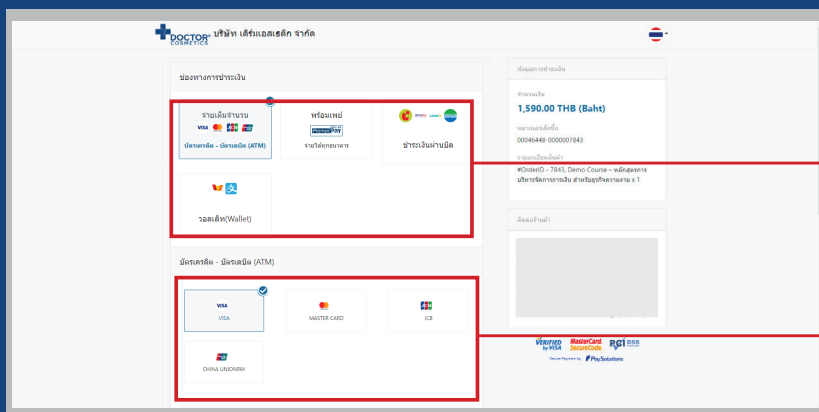 DOCTOR
COSMETICS
บริษัท เดิร์มเอสเธติก จำกัด
ช่องทางการชำระเงิน
จ่ายเต็มจำนวน
VISA
บัตรเครดิต - บัตรเดบิต (ATM)
พร้อมเพย์
PromptPay
จ่ายได้ทุกธนาคาร
ชำระเงินผ่านบิล
วอลเล็ท(Wallet)
บัตรเครดิต - บัตรเดบิต (ATM)
VISA
VISA
MASTER CARD
JCB
JCB
CHINA UNIONPAY
ข้อมูลการชำระเงิน
จำนวนเงิน
1,590.00 THB (Baht)
หมายเลขสั่งซื้อ
00046448-0000007843
รายละเอียดสินค้า
#OrderID - 7843, Demo Course – หลักสูตรการ
บริหารจัดการการเงิน สำหรับธุรกิจความงาม x 1
ติดต่อร้านค้า
VERIFIED
by VISA
MasterCard.
SecureCode.
PCI DSS
Secure Payment by PaySolutions